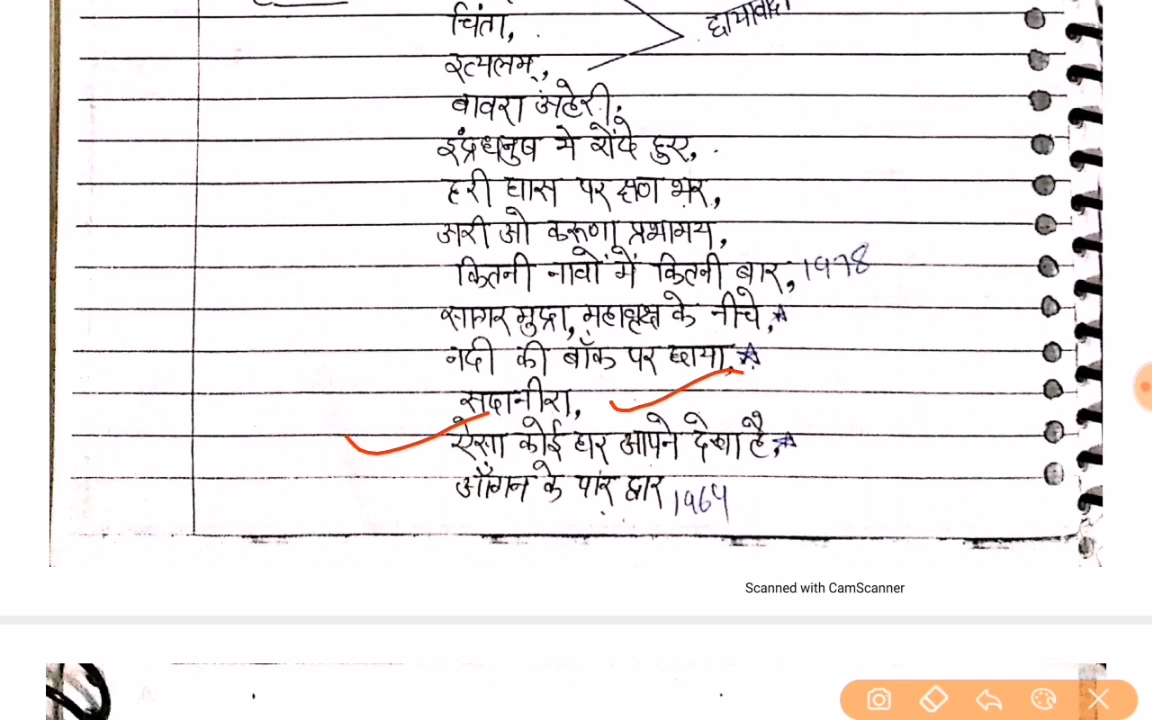 छायावादी
चिंता,
इत्यलम्,
बावरा अहेरी,
इंद्रधनुष मे रौंदे हुए,
हरी घास पर क्षण भर,
अरी ओ करूणा प्रभामय,
कितनी नावों में कितनी बार, 1978
सागर मुद्रा, महावृक्ष के नीचे,
नदी की बाँक पर छाया,
सदानीरा,
ऐसा कोई घर आपने देखा है,
आँगन के पार द्वार 1964
Scanned with CamScanner